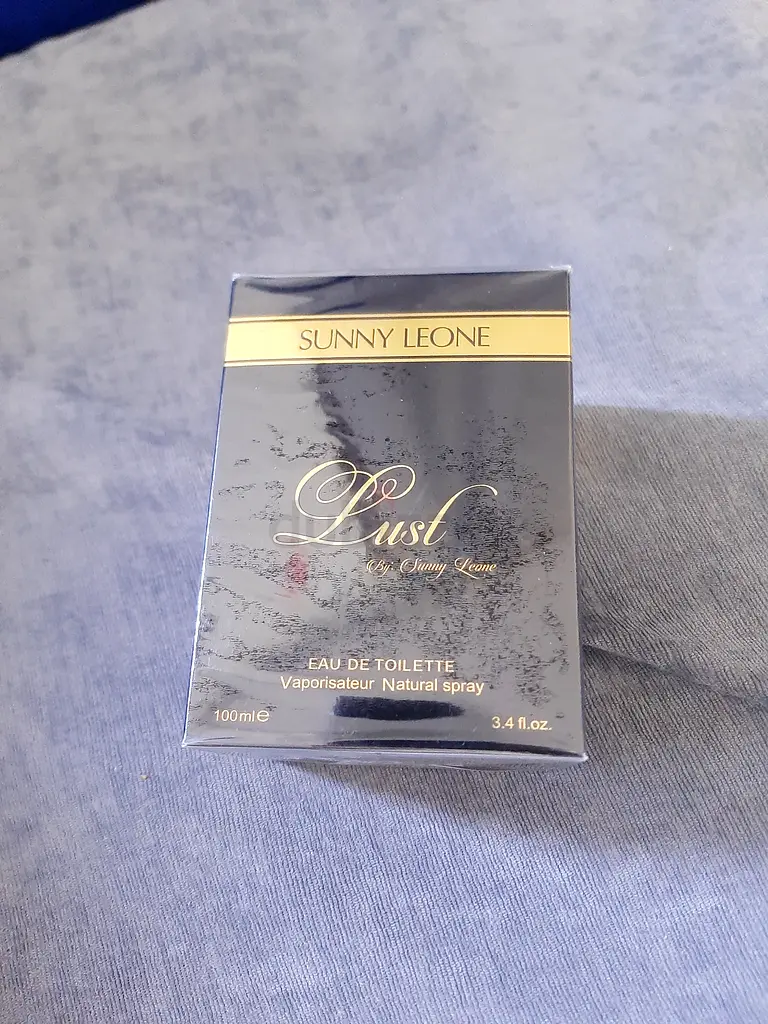 SUNNY LEONE
Lust
By: Sunny Leone
EAU DE TOILETTE
Vaporisateur Natural spray
100ml℮
3.4 fl.oz.